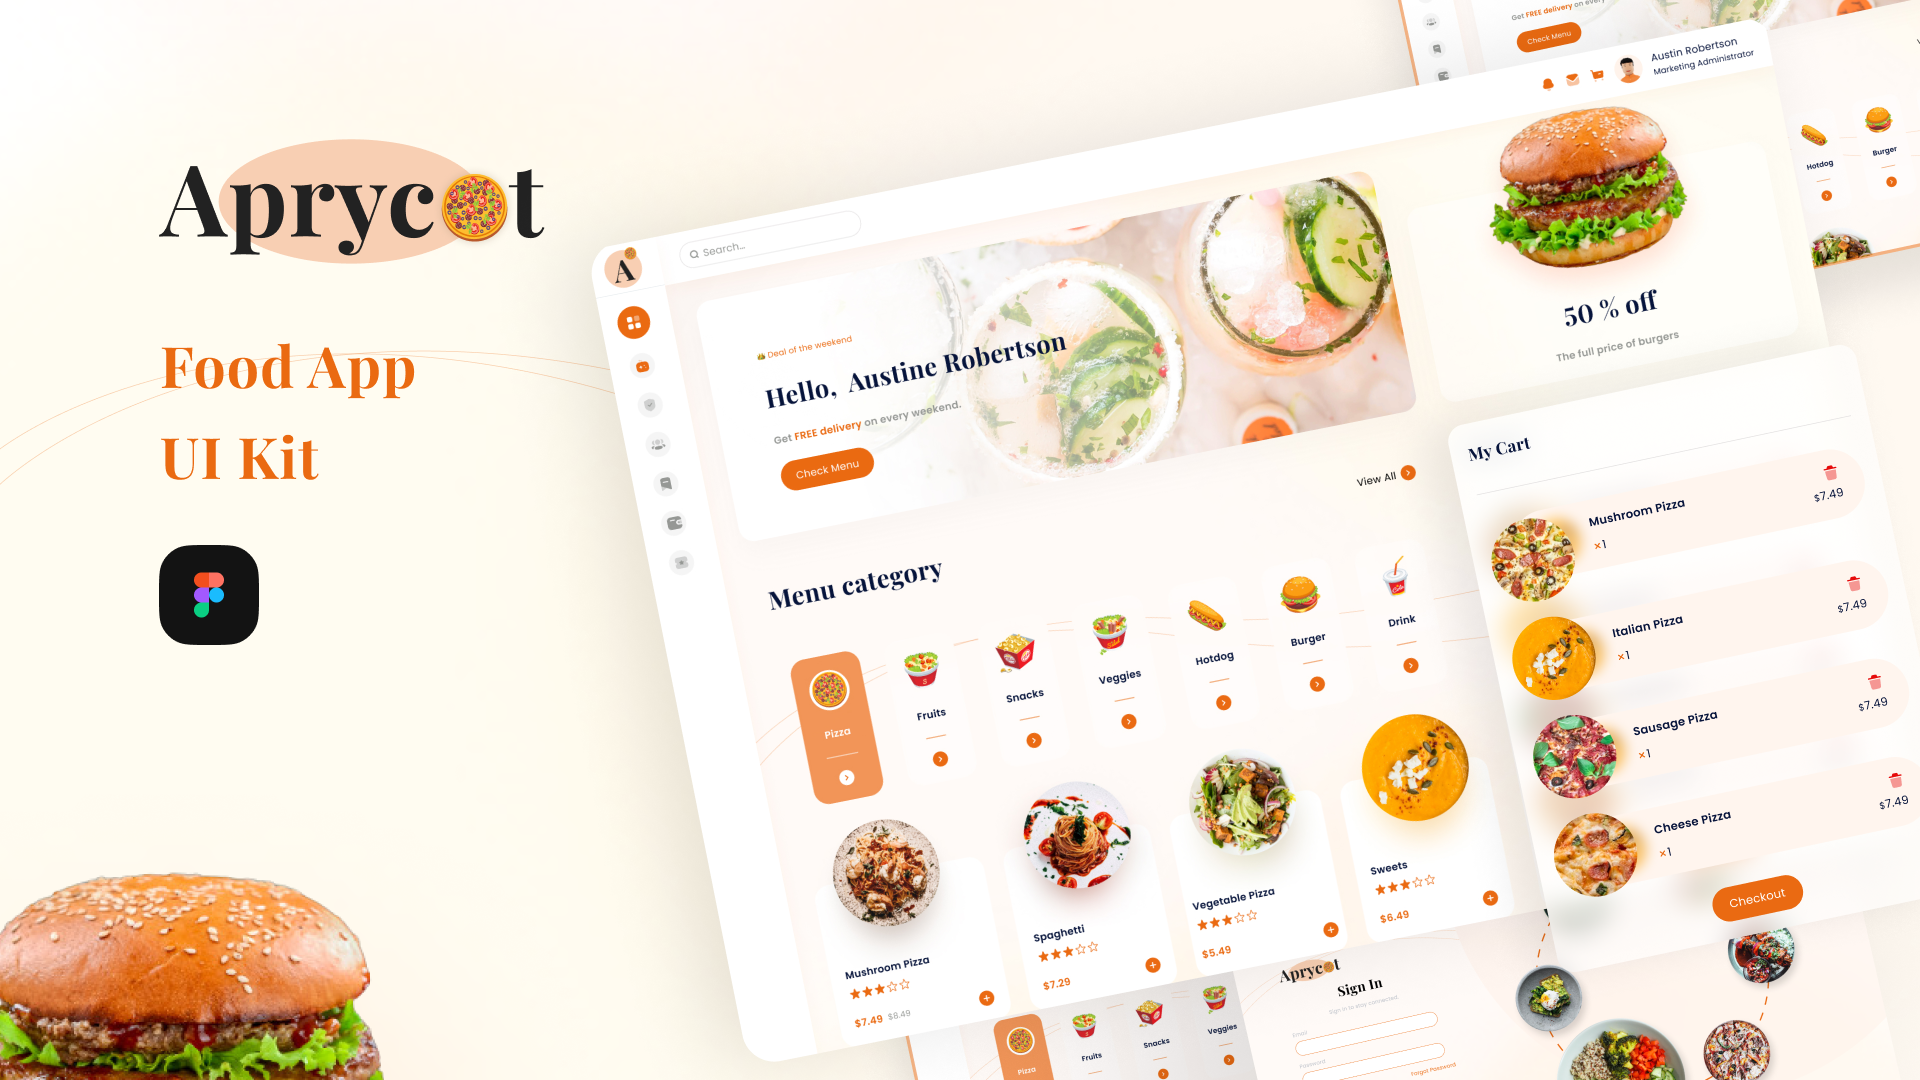 Aprycot
Food App
UI Kit
Get FREE delivery on every
Check Menu
Austin Robertson
Marketing Administrator
Hotdog
Burger
A
Search...
Deal of the weekend
Hello, Austine Robertson
Get FREE delivery on every weekend.
Check Menu
50 % off
The full price of burgers
View All
Menu category
Pizza
Fruits
Snacks
Veggies
Hotdog
Burger
Drink
Mushroom Pizza
$7.49 $8.49
Spaghetti
$7.29
Vegetable Pizza
$5.49
Sweets
$6.49
My Cart
Mushroom Pizza
×1
$7.49
Italian Pizza
×1
$7.49
Sausage Pizza
×1
$7.49
Cheese Pizza
×1
$7.49
Checkout
Pizza
Fruits
Snacks
Veggies
Aprycot
Sign In
Sign in to stay connected.
Email
Password
Forgot Password